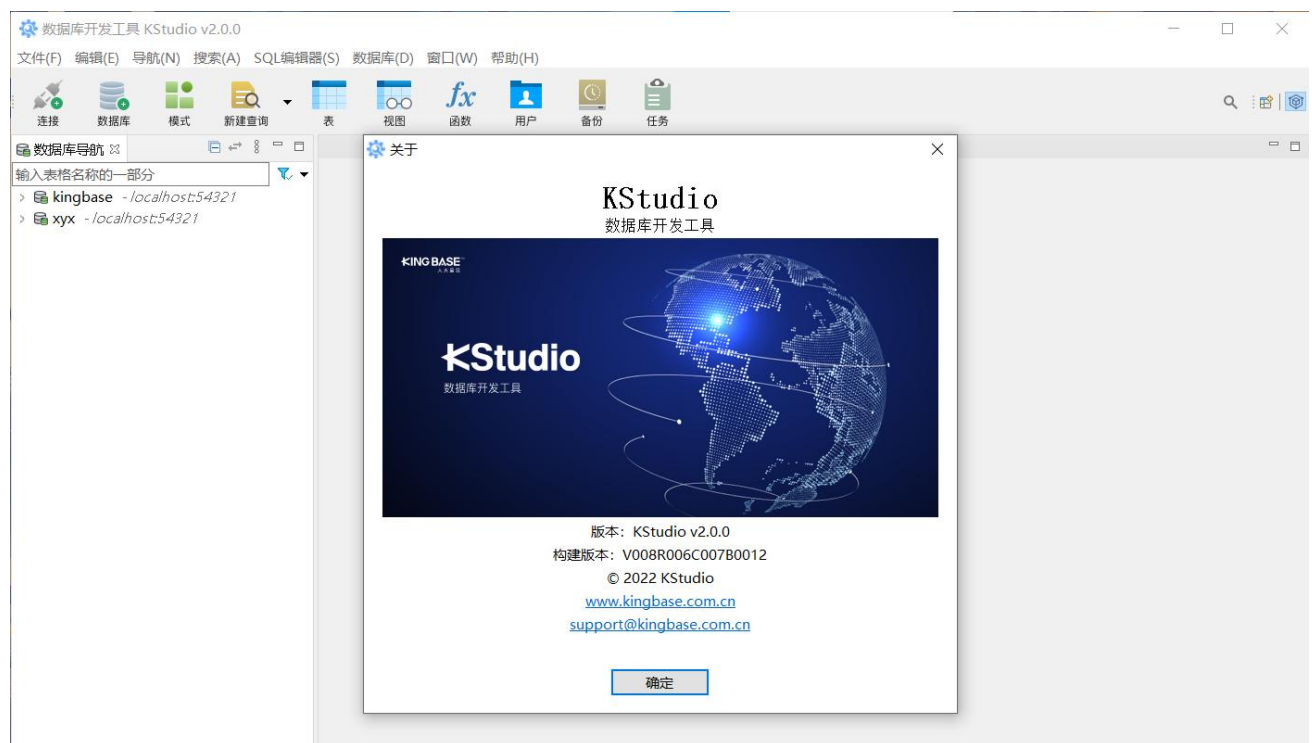 数据库开发工具 KStudio v2.0.0
文件(F) 编辑(E) 导航(N) 搜索(A) SQL编辑器(S) 数据库(D) 窗口(W) 帮助(H)
连接 数据库 模式 新建查询 表 视图 fx 函数 用户 备份 任务
数据库导航
输入表格名称的一部分
kingbase - localhost:54321
xyx - localhost:54321
关于
KStudio
数据库开发工具
KINGBASE
人大金仓
KStudio
数据库开发工具
版本：KStudio v2.0.0
构建版本：V008R006C007B0012
© 2022 KStudio
www.kingbase.com.cn
support@kingbase.com.cn
确定